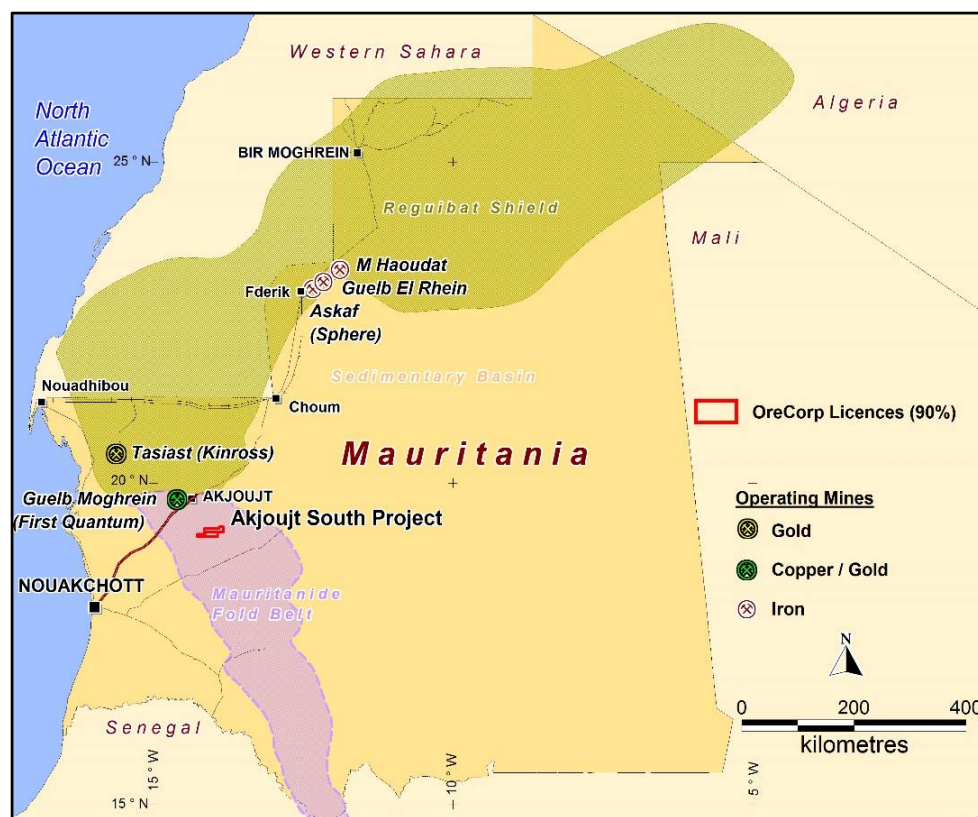 Western Sahara
North
Atlantic
Ocean
Algeria
BIR MOGHREIN
25° N
Reguibat Shield
Mali
M Haoudat
Guelb El Rhein
Fderik
Askaf
(Sphere)
Sedimentary Basin
Nouadhibou
Choum
OreCorp Licences (90%)
Mauritania
Tasiast (Kinross)
20° N
Guelb Moghrein
(First Quantum)
AKJOUJT
Akjoujt South Project
Operating Mines
Gold
Copper / Gold
Iron
NOUAKCHOTT
Mauritanide
Fold Belt
N
Senegal
0 200 400
kilometres
15° W
10° W
5° W
15° N